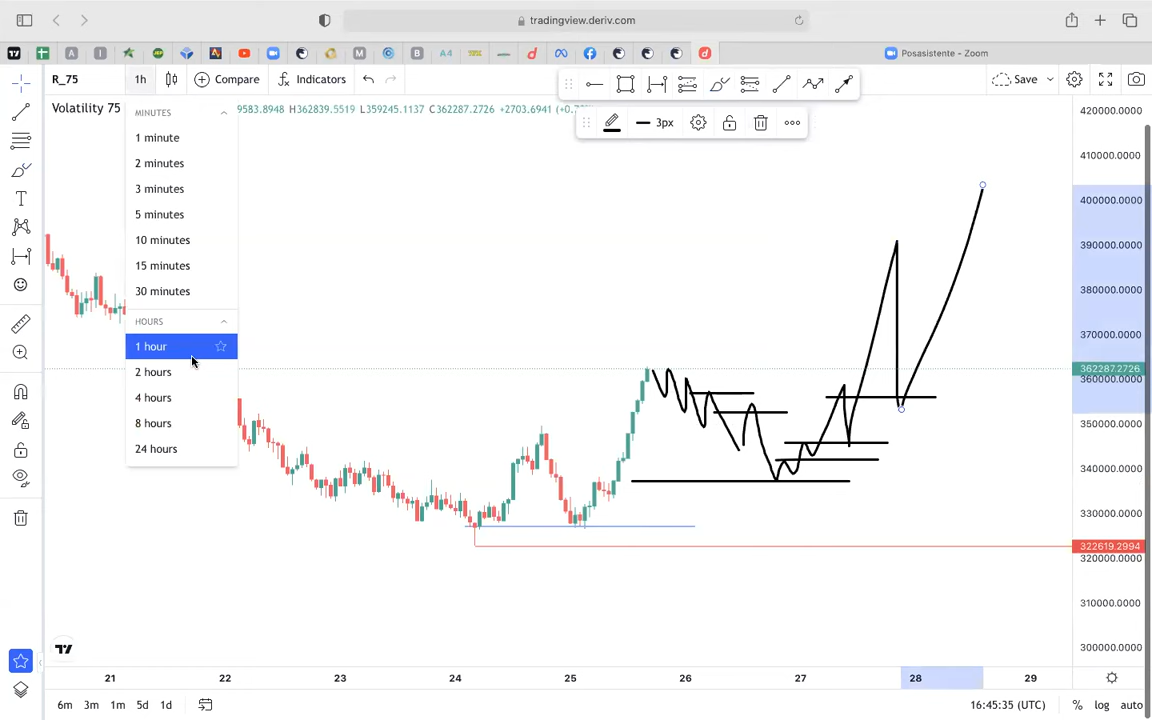 tradingview.deriv.com
A
I
M
B
A4
d
d
Posasistente - Zoom
R_75
1h
Compare
Indicators
Save
Volatility 75
9583.8948 H362839.5519 L359245.1137 C362287.2726 +2703.6941
3px
MINUTES
1 minute
2 minutes
3 minutes
5 minutes
10 minutes
15 minutes
30 minutes
HOURS
1 hour
2 hours
4 hours
8 hours
24 hours
T
420000.0000
410000.0000
400000.0000
390000.0000
380000.0000
370000.0000
362287.2726
360000.0000
350000.0000
340000.0000
330000.0000
322619.2994
320000.0000
310000.0000
300000.0000
21
22
23
24
25
26
27
28
29
6m
3m
1m
5d
1d
16:45:35 (UTC)
%
log
auto